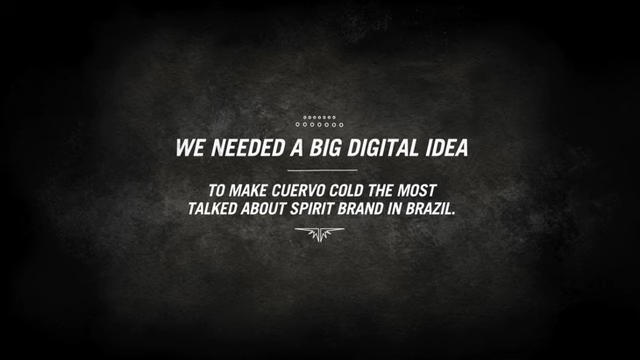 WE NEEDED A BIG DIGITAL IDEA
TO MAKE CUERVO COLD THE MOST
TALKED ABOUT SPIRIT BRAND IN BRAZIL.